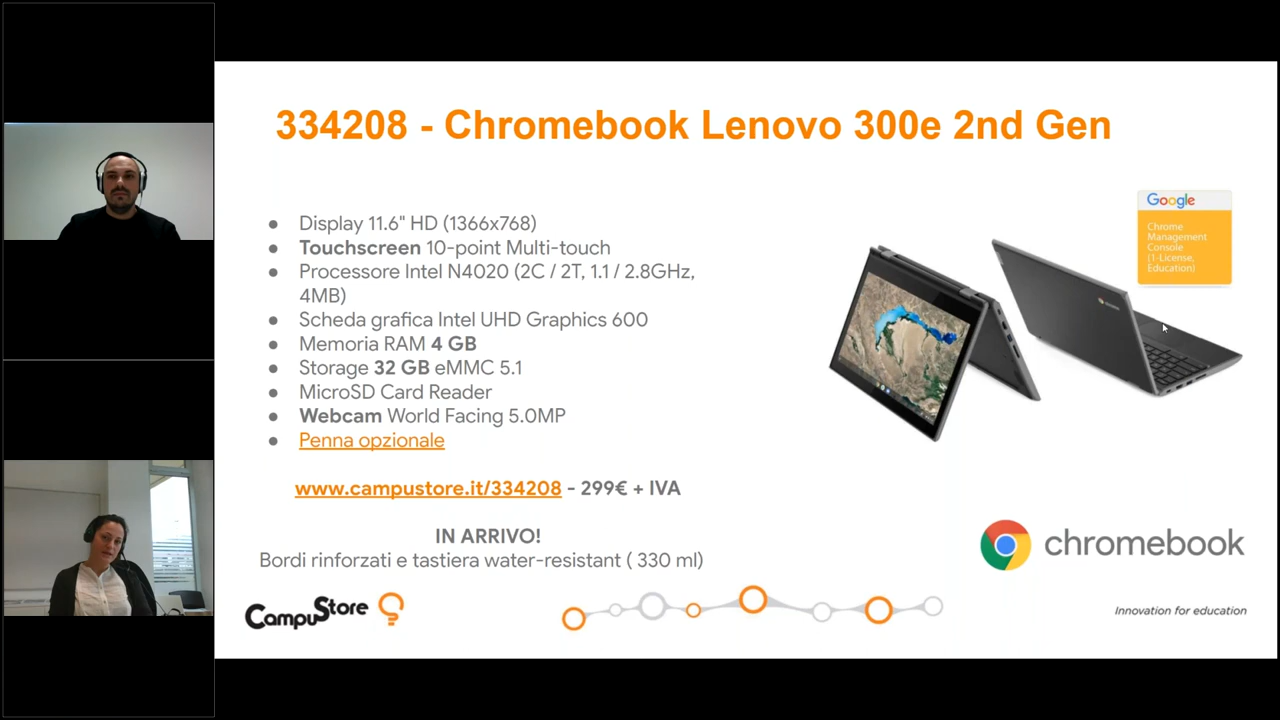 334208 - Chromebook Lenovo 300e 2nd Gen
● Display 11.6" HD (1366x768)
● Touchscreen 10-point Multi-touch
● Processore Intel N4020 (2C / 2T, 1.1 / 2.8GHz,
4MB)
● Scheda grafica Intel UHD Graphics 600
● Memoria RAM 4 GB
● Storage 32 GB eMMC 5.1
● MicroSD Card Reader
● Webcam World Facing 5.0MP
● Penna opzionale
www.campustore.it/334208 - 299€ + IVA
IN ARRIVO!
Bordi rinforzati e tastiera water-resistant ( 330 ml)
Google
Chrome
Management
Console
(1-License,
Education)
chromebook
CampuStore
Innovation for education